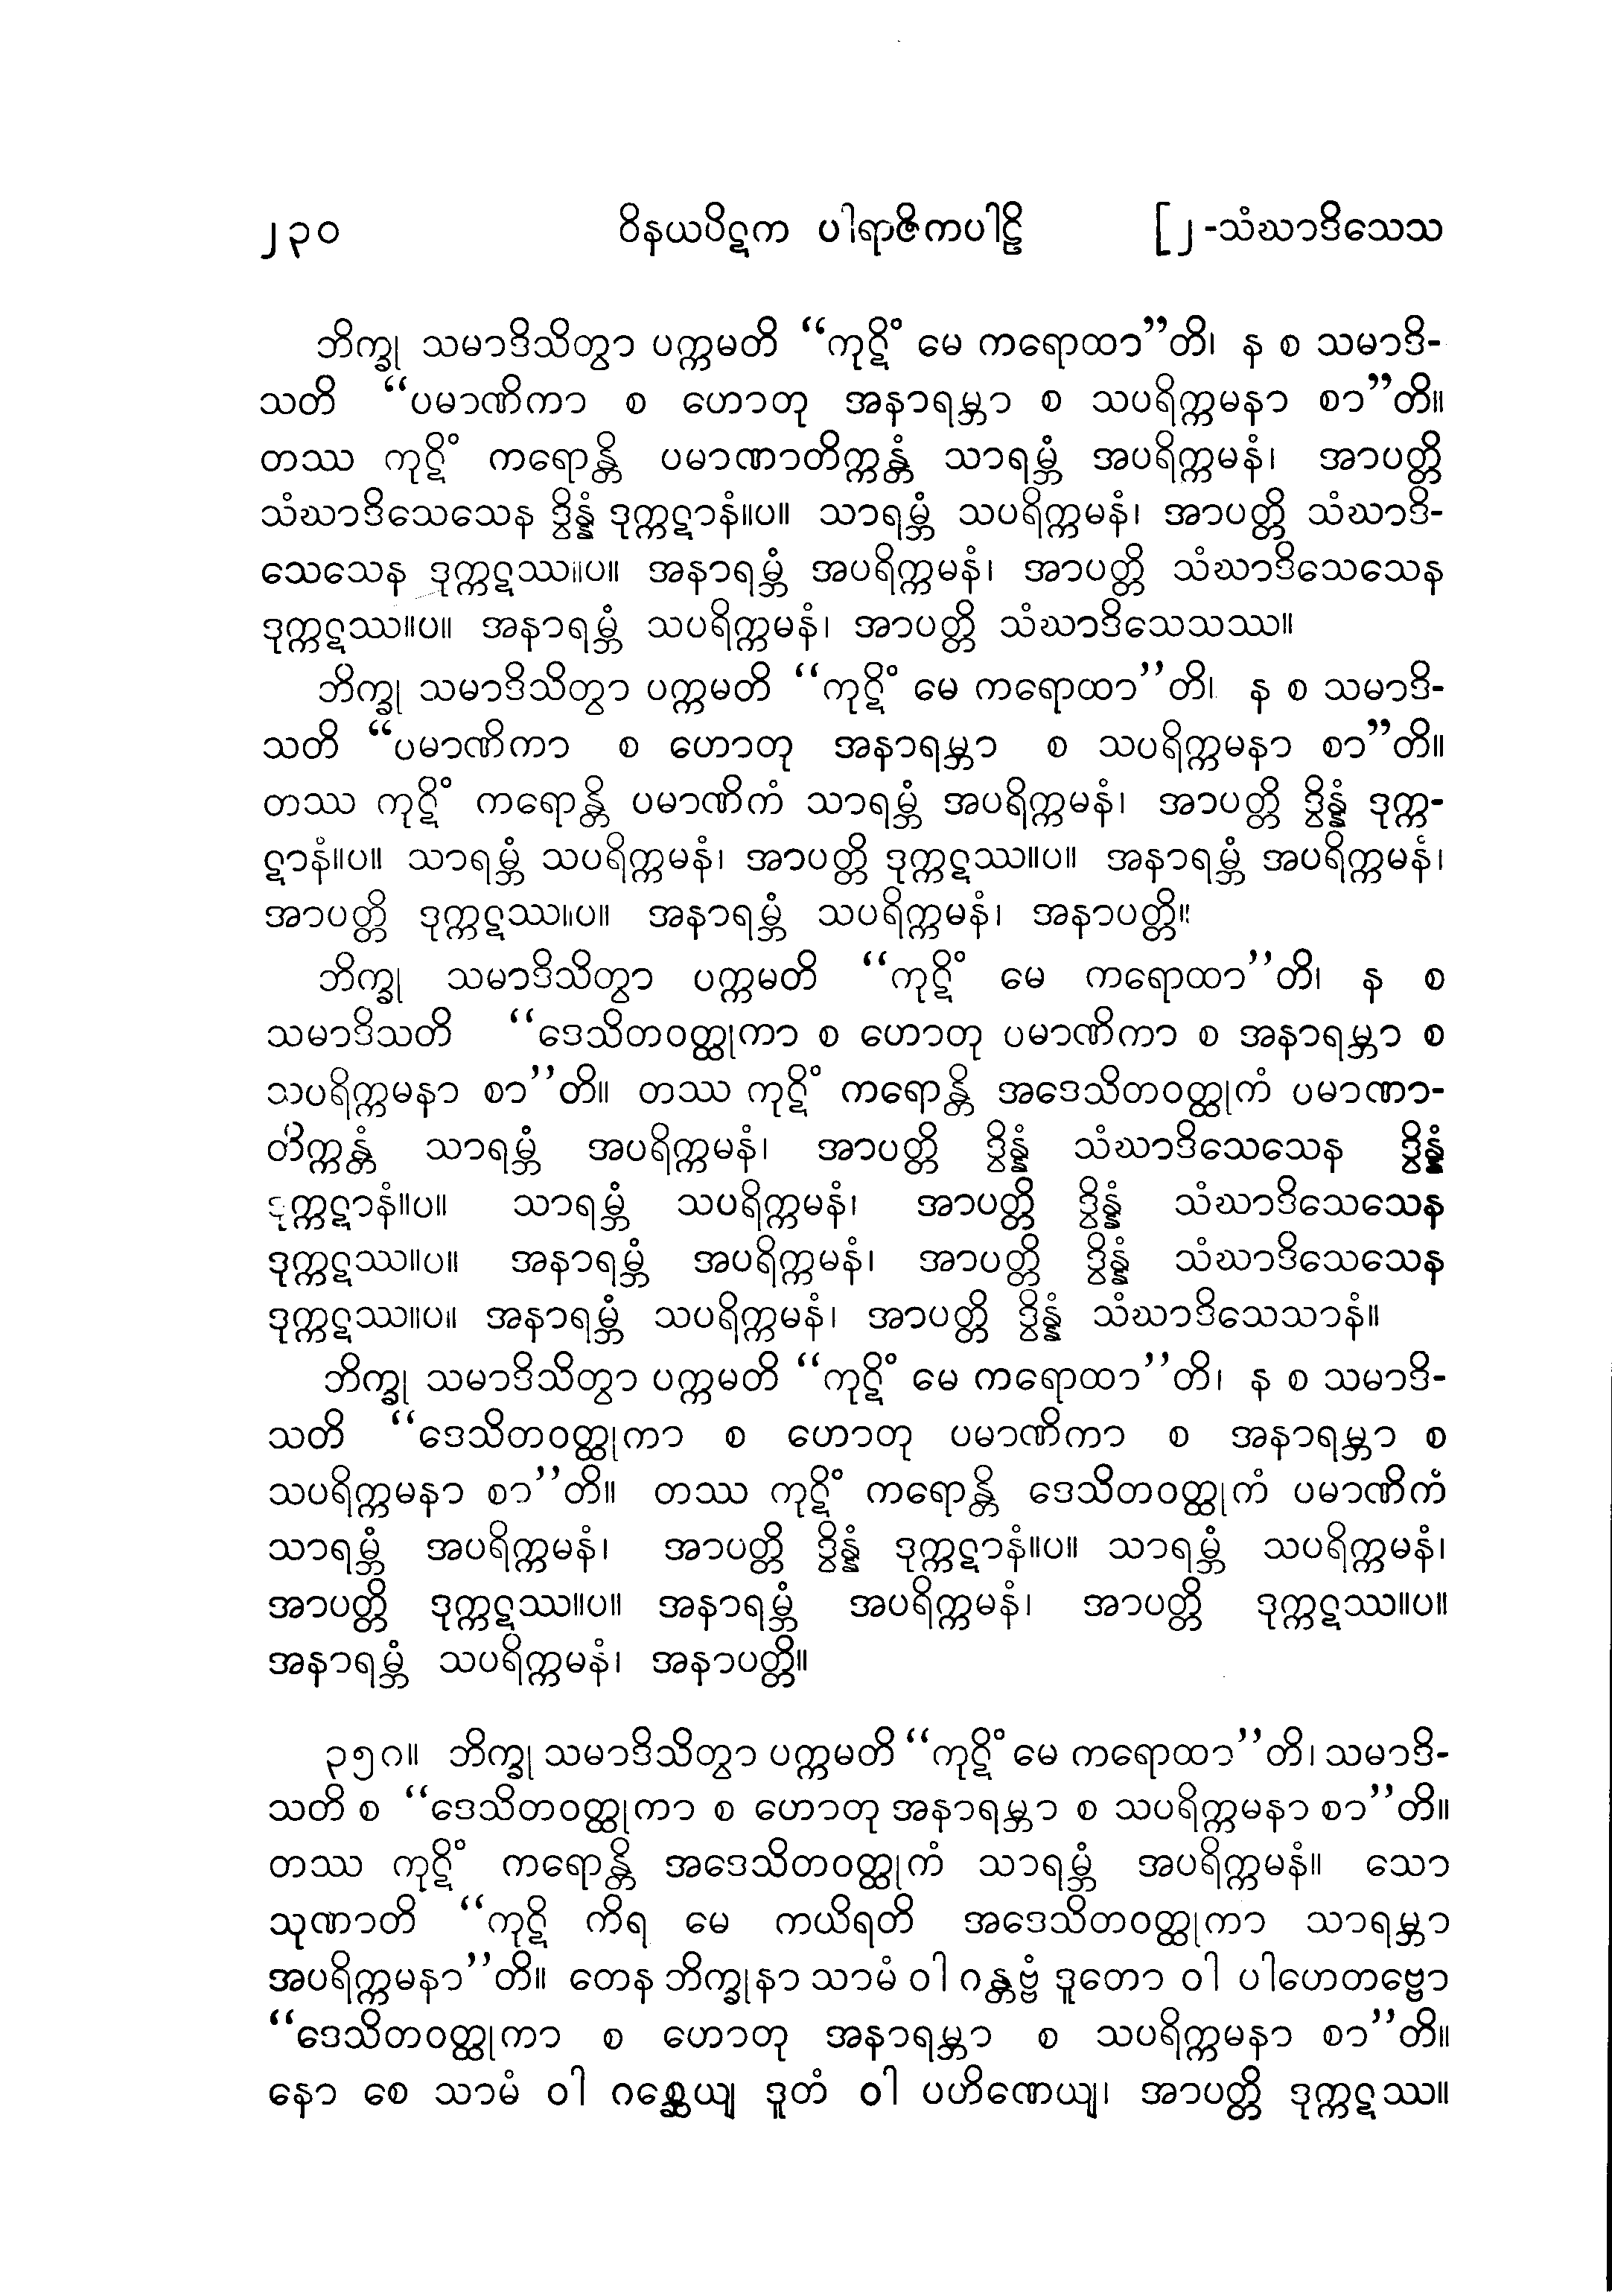 ၂၃၀ ဝိနယပိဋက ပါရာဇိကပါဠိ [၂-သံဃာဒိသေသ
ဘိက္ခု သမာဒိသိတွာ ပက္ကမတိ “ကုဋိံ မေ ကရောထာ”တိ၊ န စ သမာဒိ-
သတိ “ပမာဏိကာ စ ဟောတု အနာရမ္ဘာ စ သပရိက္ကမနာ စာ”တိ။
တဿ ကုဋိံ ကရောန္တိ ပမာဏာတိက္ကန္တံ သာရမ္ဘံ အပရိက္ကမနံ၊ အာပတ္တိ
သံဃာဒိသေသေန ဒွိန္နံ ဒုက္ကဋာနံ။ပ။ သာရမ္ဘံ သပရိက္ကမနံ၊ အာပတ္တိ သံဃာဒိ-
သေသေန ဒုက္ကဋဿ။ပ။ အနာရမ္ဘံ အပရိက္ကမနံ၊ အာပတ္တိ သံဃာဒိသေသေန
ဒုက္ကဋဿ။ပ။ အနာရမ္ဘံ သပရိက္ကမနံ၊ အာပတ္တိ သံဃာဒိသေသဿ။
ဘိက္ခု သမာဒိသိတွာ ပက္ကမတိ “ကုဋိံ မေ ကရောထာ”တိ၊ န စ သမာဒိ-
သတိ “ပမာဏိကာ စ ဟောတု အနာရမ္ဘာ စ သပရိက္ကမနာ စာ”တိ။
တဿ ကုဋိံ ကရောန္တိ ပမာဏိကံ သာရမ္ဘံ အပရိက္ကမနံ၊ အာပတ္တိ ဒွိန္နံ ဒုက္က-
ဋာနံ။ပ။ သာရမ္ဘံ သပရိက္ကမနံ၊ အာပတ္တိ ဒုက္ကဋဿ။ပ။ အနာရမ္ဘံ အပရိက္ကမနံ၊
အာပတ္တိ ဒုက္ကဋဿ။ပ။ အနာရမ္ဘံ သပရိက္ကမနံ၊ အနာပတ္တိ။
ဘိက္ခု သမာဒိသိတွာ ပက္ကမတိ “ကုဋိံ မေ ကရောထာ”တိ၊ န စ
သမာဒိသတိ “ဒေသိတဝတ္ထုကာ စ ဟောတု ပမာဏိကာ စ အနာရမ္ဘာ စ
သပရိက္ကမနာ စာ”တိ။ တဿ ကုဋိံ ကရောန္တိ အဒေသိတဝတ္ထုကံ ပမာဏာ-
တိက္ကန္တံ သာရမ္ဘံ အပရိက္ကမနံ၊ အာပတ္တိ ဒွိန္နံ သံဃာဒိသေသေန ဒွိန္နံ
ဒုက္ကဋာနံ။ပ။ သာရမ္ဘံ သပရိက္ကမနံ၊ အာပတ္တိ ဒွိန္နံ သံဃာဒိသေသေန
ဒုက္ကဋဿ။ပ။ အနာရမ္ဘံ အပရိက္ကမနံ၊ အာပတ္တိ ဒွိန္နံ သံဃာဒိသေသေန
ဒုက္ကဋဿ။ပ။ အနာရမ္ဘံ သပရိက္ကမနံ၊ အာပတ္တိ ဒွိန္နံ သံဃာဒိသေသာနံ။
ဘိက္ခု သမာဒိသိတွာ ပက္ကမတိ “ကုဋိံ မေ ကရောထာ”တိ၊ န စ သမာဒိ-
သတိ “ဒေသိတဝတ္ထုကာ စ ဟောတု ပမာဏိကာ စ အနာရမ္ဘာ စ
သပရိက္ကမနာ စာ”တိ။ တဿ ကုဋိံ ကရောန္တိ ဒေသိတဝတ္ထုကံ ပမာဏိကံ
သာရမ္ဘံ အပရိက္ကမနံ၊ အာပတ္တိ ဒွိန္နံ ဒုက္ကဋာနံ။ပ။ သာရမ္ဘံ သပရိက္ကမနံ၊
အာပတ္တိ ဒုက္ကဋဿ။ပ။ အနာရမ္ဘံ အပရိက္ကမနံ၊ အာပတ္တိ ဒုက္ကဋဿ။ပ။
အနာရမ္ဘံ သပရိက္ကမနံ၊ အနာပတ္တိ။
၃၅၇။ ဘိက္ခု သမာဒိသိတွာ ပက္ကမတိ “ကုဋိံ မေ ကရောထာ”တိ၊ သမာဒိ-
သတိ စ “ဒေသိတဝတ္ထုကာ စ ဟောတု အနာရမ္ဘာ စ သပရိက္ကမနာ စာ”တိ။
တဿ ကုဋိံ ကရောန္တိ အဒေသိတဝတ္ထုကံ သာရမ္ဘံ အပရိက္ကမနံ။ သော
သုဏာတိ “ကုဋိ ကိရ မေ ကယိရတိ အဒေသိတဝတ္ထုကာ သာရမ္ဘာ
အပရိက္ကမနာ”တိ။ တေန ဘိက္ခုနာ သာမံ ဝါ ဂန္တဗ္ဗံ ဒူတော ဝါ ပါဟေတဗ္ဗော
“ဒေသိတဝတ္ထုကာ စ ဟောတု အနာရမ္ဘာ စ သပရိက္ကမနာ စာ”တိ။
နော စေ သာမံ ဝါ ဂစ္ဆေယျ ဒူတံ ဝါ ပဟိဏေယျ၊ အာပတ္တိ ဒုက္ကဋဿ။